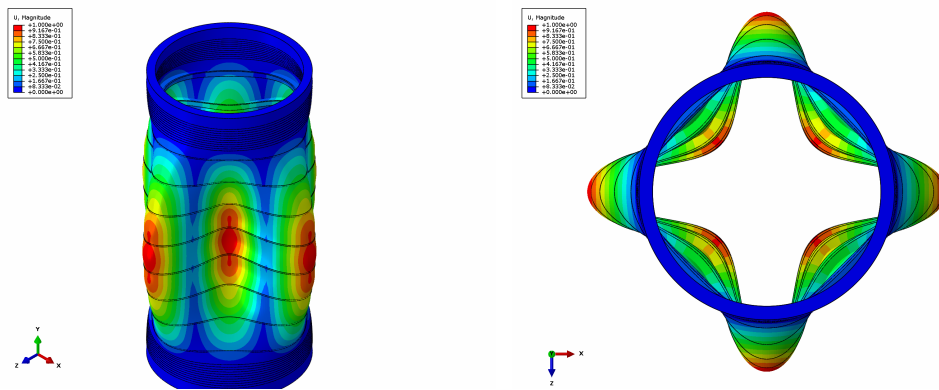 U, Magnitude
+1.000e+00
+9.167e-01
+8.333e-01
+7.500e-01
+6.667e-01
+5.833e-01
+5.000e-01
+4.167e-01
+3.333e-01
+2.500e-01
+1.667e-01
+8.333e-02
+0.000e+00
Y
Z
X
U, Magnitude
+1.000e+00
+9.167e-01
+8.333e-01
+7.500e-01
+6.667e-01
+5.833e-01
+5.000e-01
+4.167e-01
+3.333e-01
+2.500e-01
+1.667e-01
+8.333e-02
+0.000e+00
Y
X
Z